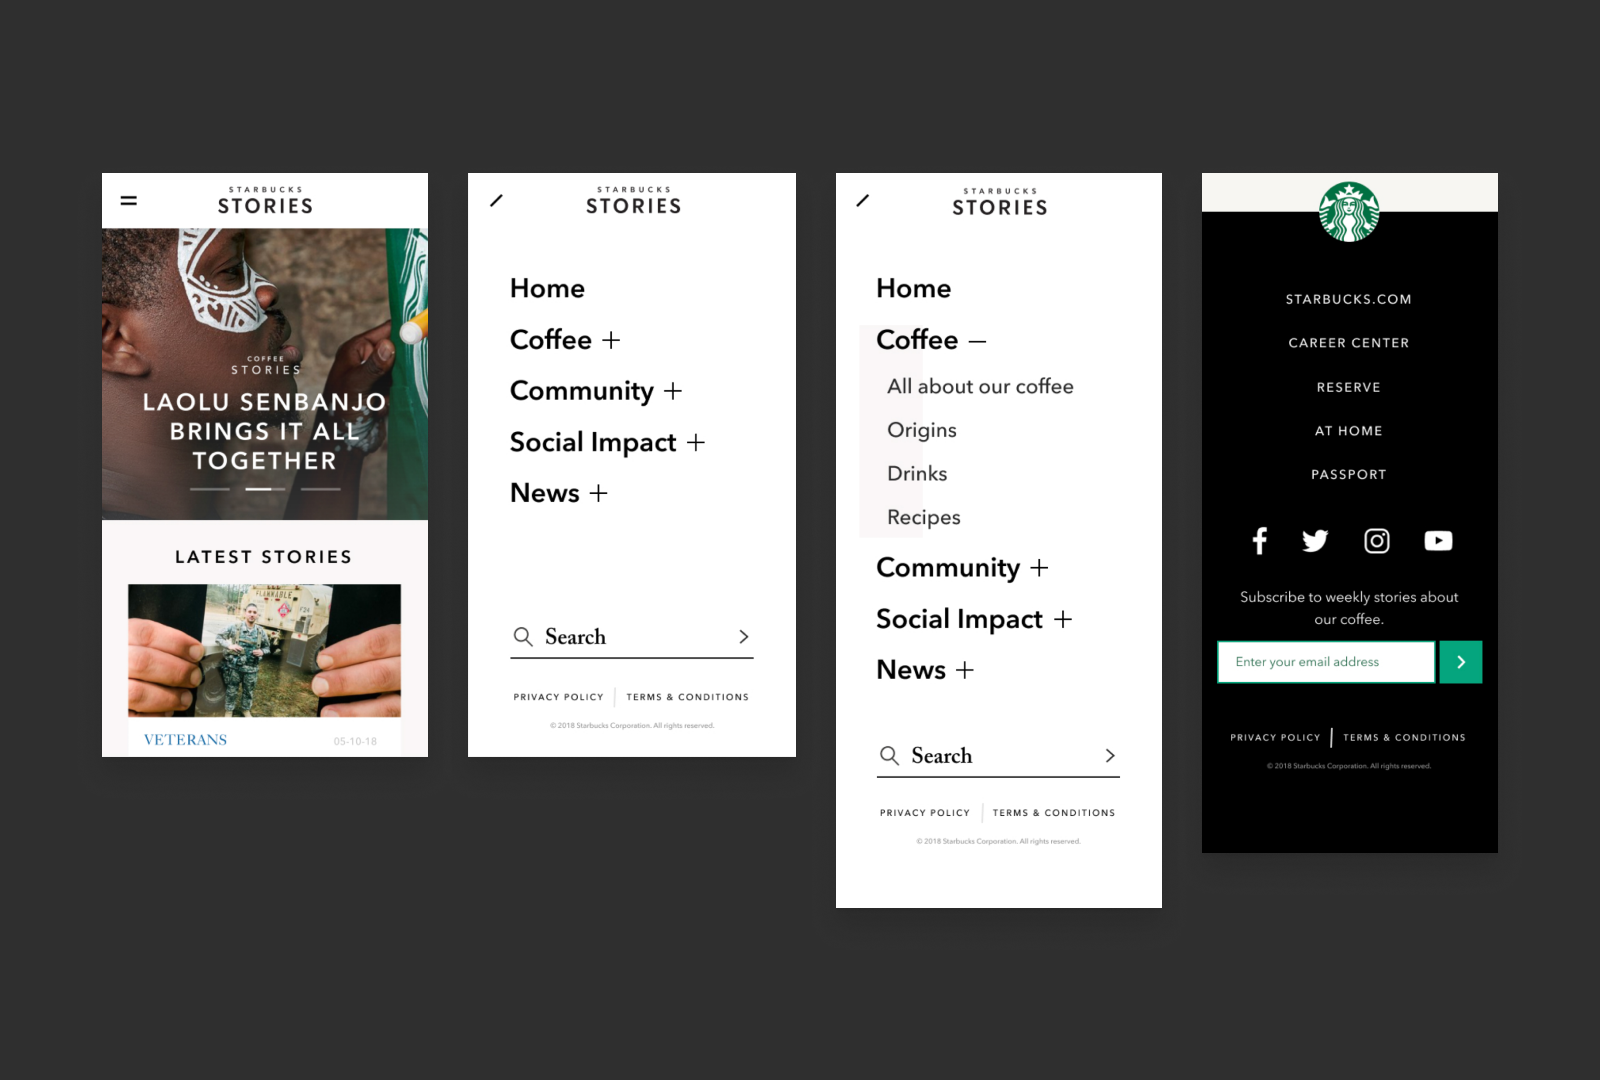 STARBUCKS
STORIES
COFFEE
STORIES
LAOLU SENBANJO
BRINGS IT ALL
TOGETHER
LATEST STORIES
FLAMMABLE
VETERANS 05-10-18
STARBUCKS
STORIES
Home
Coffee +
Community +
Social Impact +
News +
Search
PRIVACY POLICY | TERMS & CONDITIONS
© 2018 Starbucks Corporation. All rights reserved.
STARBUCKS
STORIES
Home
Coffee —
All about our coffee
Origins
Drinks
Recipes
Community +
Social Impact +
News +
Search
PRIVACY POLICY | TERMS & CONDITIONS
© 2018 Starbucks Corporation. All rights reserved.
STARBUCKS.COM
CAREER CENTER
RESERVE
AT HOME
PASSPORT
Subscribe to weekly stories about
our coffee.
Enter your email address
PRIVACY POLICY | TERMS & CONDITIONS
© 2018 Starbucks Corporation. All rights reserved.